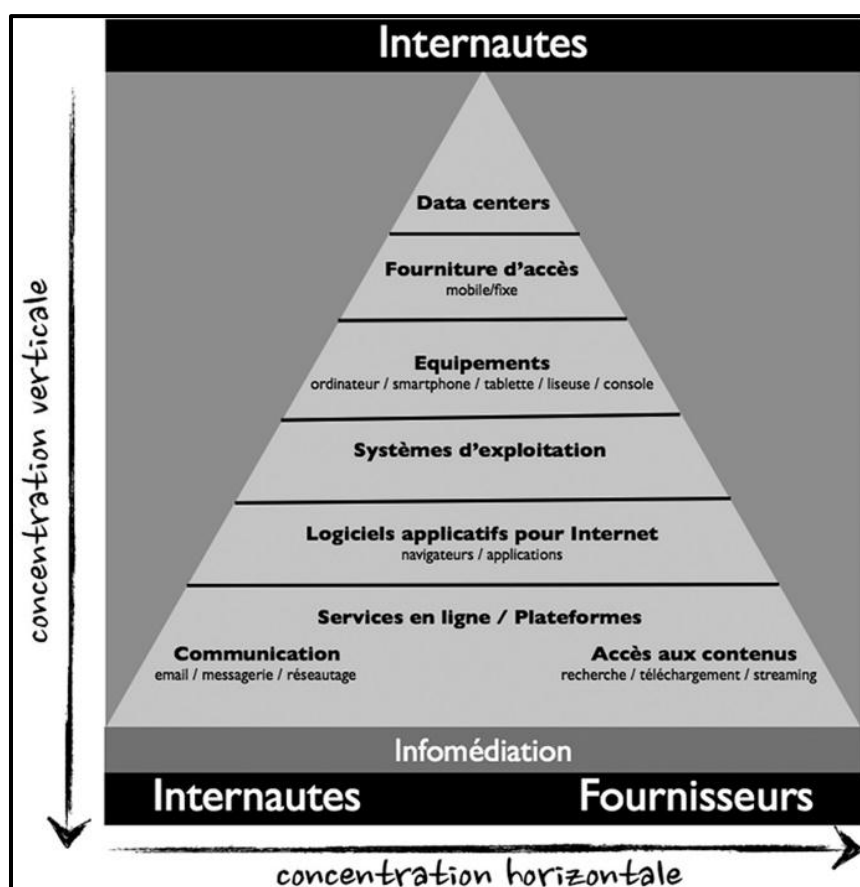 Internautes
Data centers
Fourniture d'accès
mobile/fixe
Equipements
ordinateur / smartphone / tablette / liseuse / console
Systèmes d'exploitation
Logiciels applicatifs pour Internet
navigateurs / applications
Services en ligne / Plateformes
Communication
email / messagerie / réseautage
Accès aux contenus
recherche / téléchargement / streaming
Infomédiation
Internautes
Fournisseurs
concentration verticale
concentration horizontale